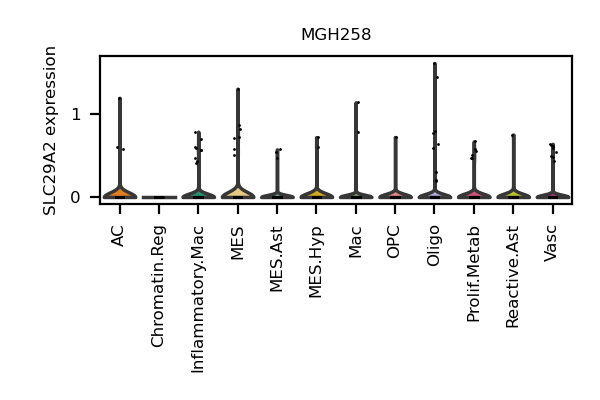 MGH258
SLC29A2 expression
1
0
AC
Chromatin.Reg
Inflammatory.Mac
MES
MES.Ast
MES.Hyp
Mac
OPC
Oligo
Prolif.Metab
Reactive.Ast
Vasc